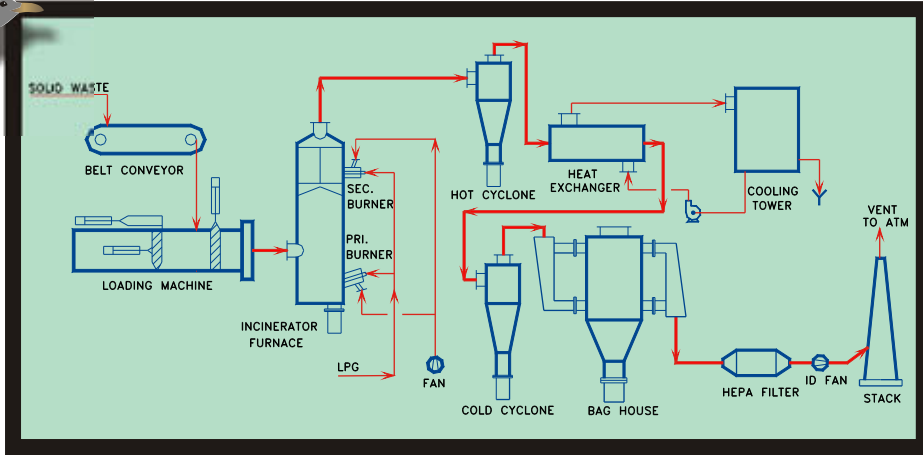 SOLID WASTE
BELT CONVEYOR
LOADING MACHINE
INCINERATOR
FURNACE
SEC.
BURNER
PRI.
BURNER
LPG
FAN
HOT CYCLONE
HEAT
EXCHANGER
COOLING
TOWER
COLD CYCLONE
BAG HOUSE
HEPA FILTER
ID FAN
VENT
TO ATM
STACK